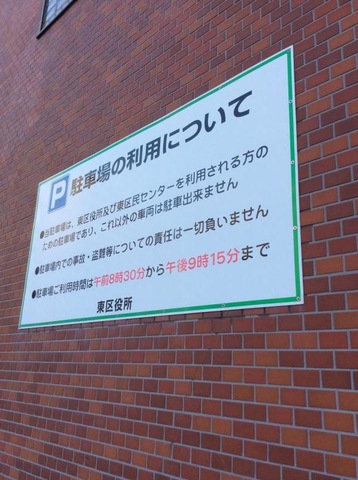 P 駐車場の利用について
●当駐車場は、東区役所及び東区民センターを利用される方の
ための駐車場であり、これ以外の車両は駐車出来ません
●駐車場内での事故・盗難等についての責任は一切負いません
●駐車場ご利用時間は午前8時30分から午後9時15分まで
東区役所